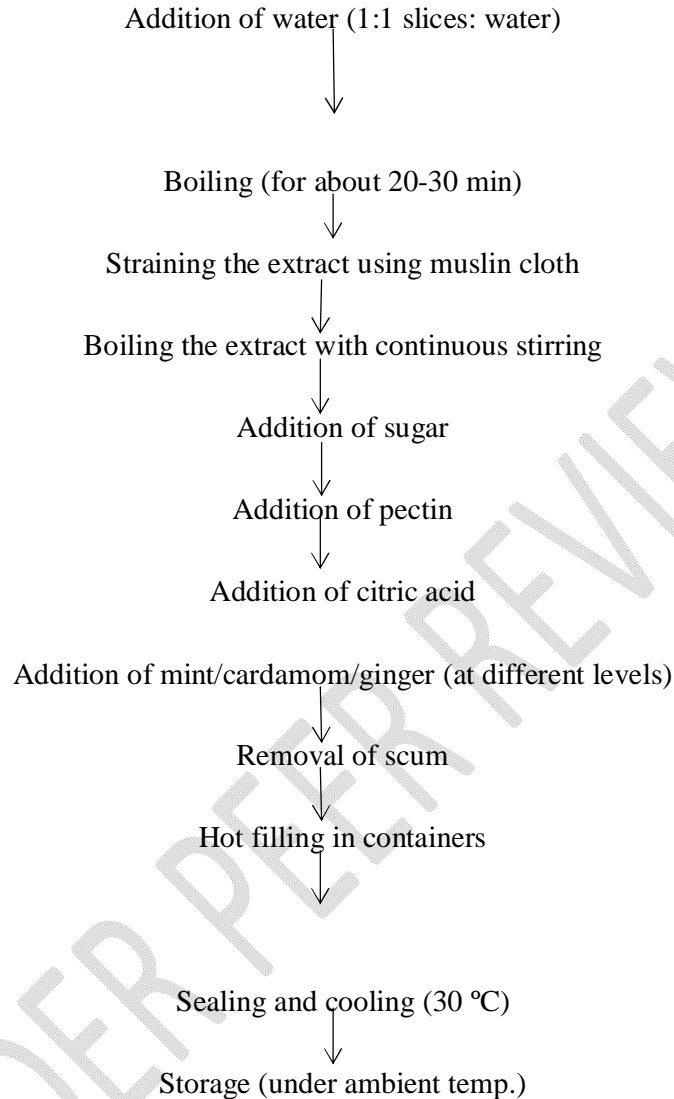 Addition of water (1:1 slices: water)
Boiling (for about 20-30 min)
Straining the extract using muslin cloth
Boiling the extract with continuous stirring
Addition of sugar
Addition of pectin
Addition of citric acid
Addition of mint/cardamom/ginger (at different levels)
Removal of scum
Hot filling in containers
Sealing and cooling (30 ºC)
Storage (under ambient temp.)
DER PEER REVIE